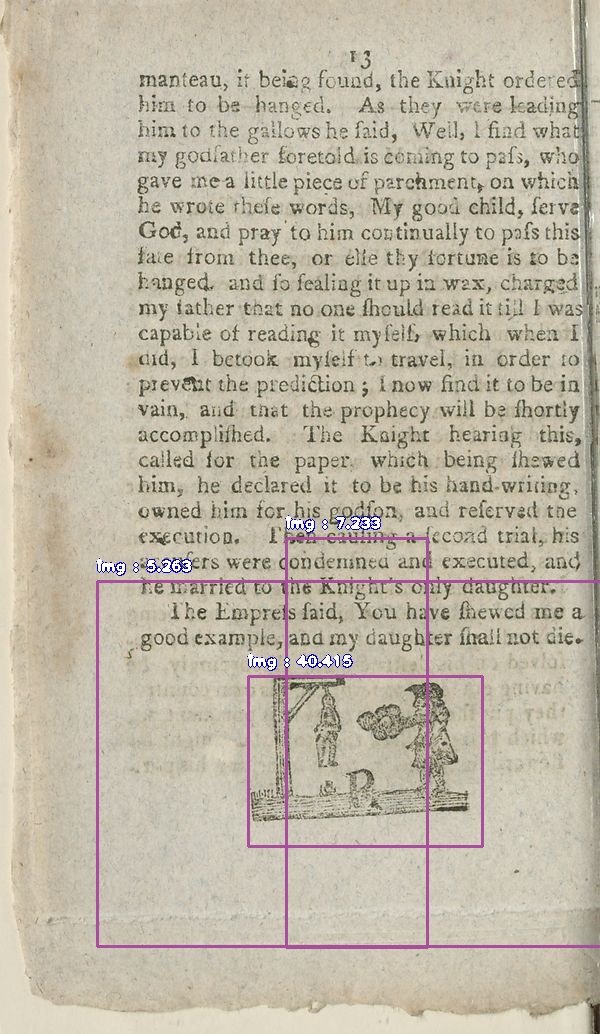 13
manteau, it being found, the Knight ordered
him to be hanged. As they were leading
him to the gallows he ſaid, Well, I find what
my godfather foretold is coming to paſs, who
gave me a little piece of parchment, on which
he wrote theſe words, My good child, ſerve
God, and pray to him continually to paſs this
fate from thee, or elſe thy fortune is to be
hanged. and ſo ſealing it up in wax, charged
my father that no one ſhould read it till I was
capable of reading it myſelf, which when I
did, I betook myſelf to travel, in order to
prevent the prediction; I now find it to be in
vain, and that the prophecy will be ſhortly
accompliſhed. The Knight hearing this,
called for the paper. which being ſhewed
him, he declared it to be his hand-writing,
owned him for his godſon, and reſerved the
execution. Then cauſing a ſecond trial, his
img : 7.233
accuſers were condemned and executed, and
img : 5.263
he married to the Knight's only daughter.
The Empreſs ſaid, You have ſhewed me a
good example, and my daughter ſhall not die.
img : 40.415
R